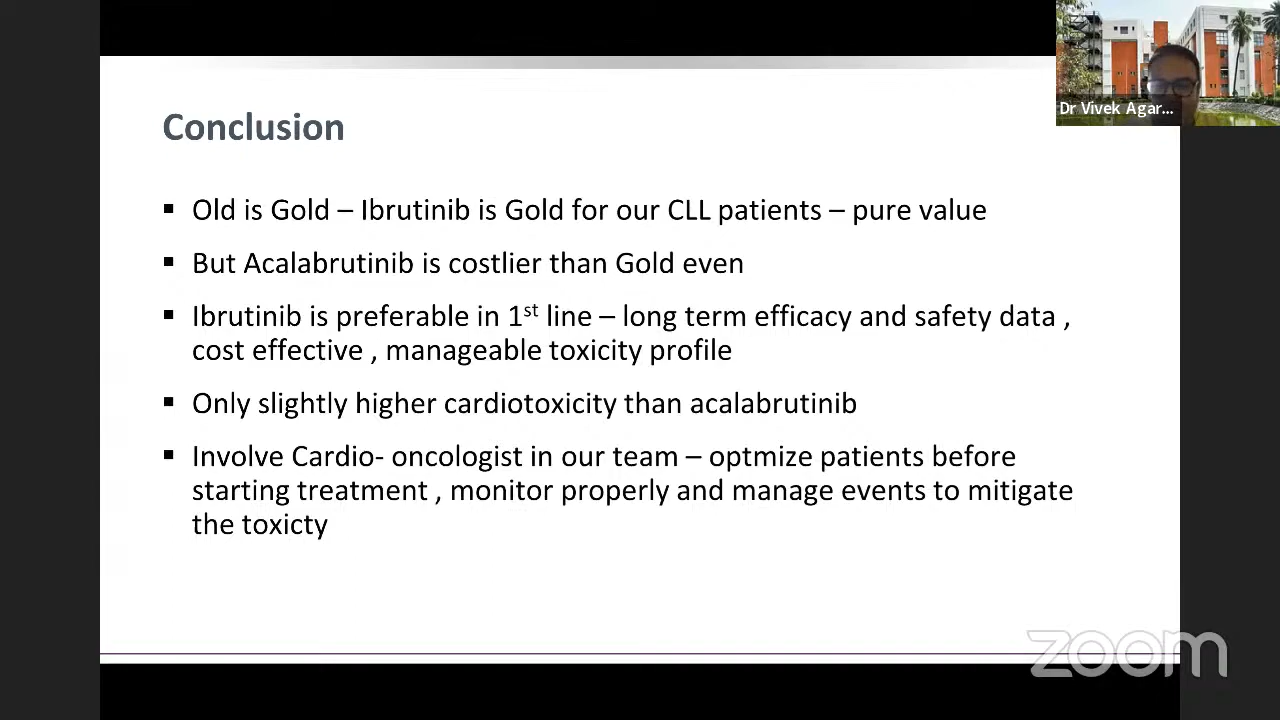 Dr Vivek Agar...
Conclusion
▪ Old is Gold – Ibrutinib is Gold for our CLL patients – pure value
▪ But Acalabrutinib is costlier than Gold even
▪ Ibrutinib is preferable in 1st line – long term efficacy and safety data ,
cost effective , manageable toxicity profile
▪ Only slightly higher cardiotoxicity than acalabrutinib
▪ Involve Cardio- oncologist in our team – optmize patients before
starting treatment , monitor properly and manage events to mitigate
the toxicty
zoom